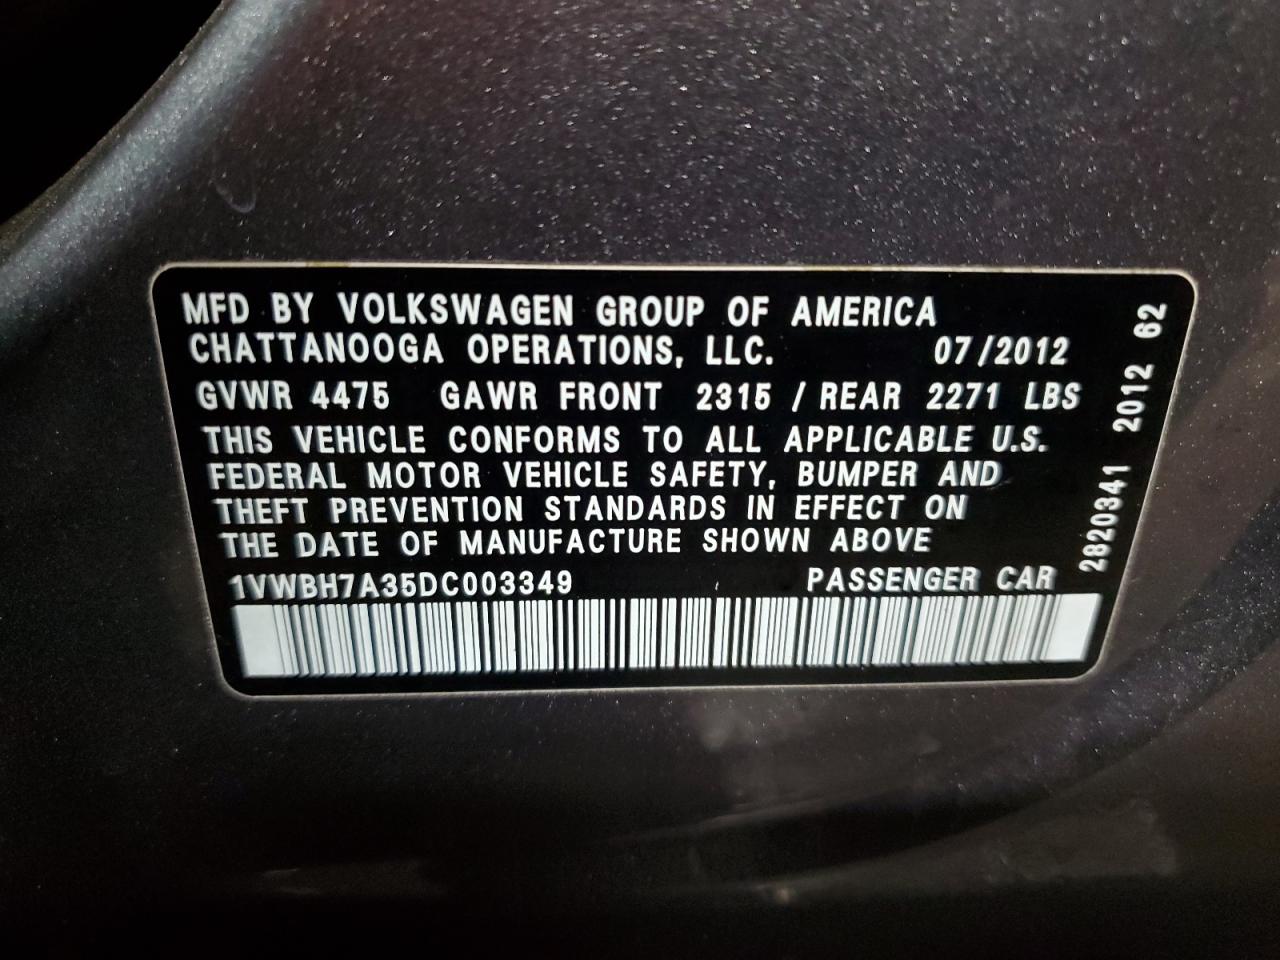 MFD BY VOLKSWAGEN GROUP OF AMERICA
CHATTANOOGA OPERATIONS, LLC. 07/2012
GVWR 4475 GAWR FRONT 2315 / REAR 2271 LBS
THIS VEHICLE CONFORMS TO ALL APPLICABLE U.S.
FEDERAL MOTOR VEHICLE SAFETY, BUMPER AND
THEFT PREVENTION STANDARDS IN EFFECT ON
THE DATE OF MANUFACTURE SHOWN ABOVE
1VWBH7A35DC003349 PASSENGER CAR
2820341 2012 62